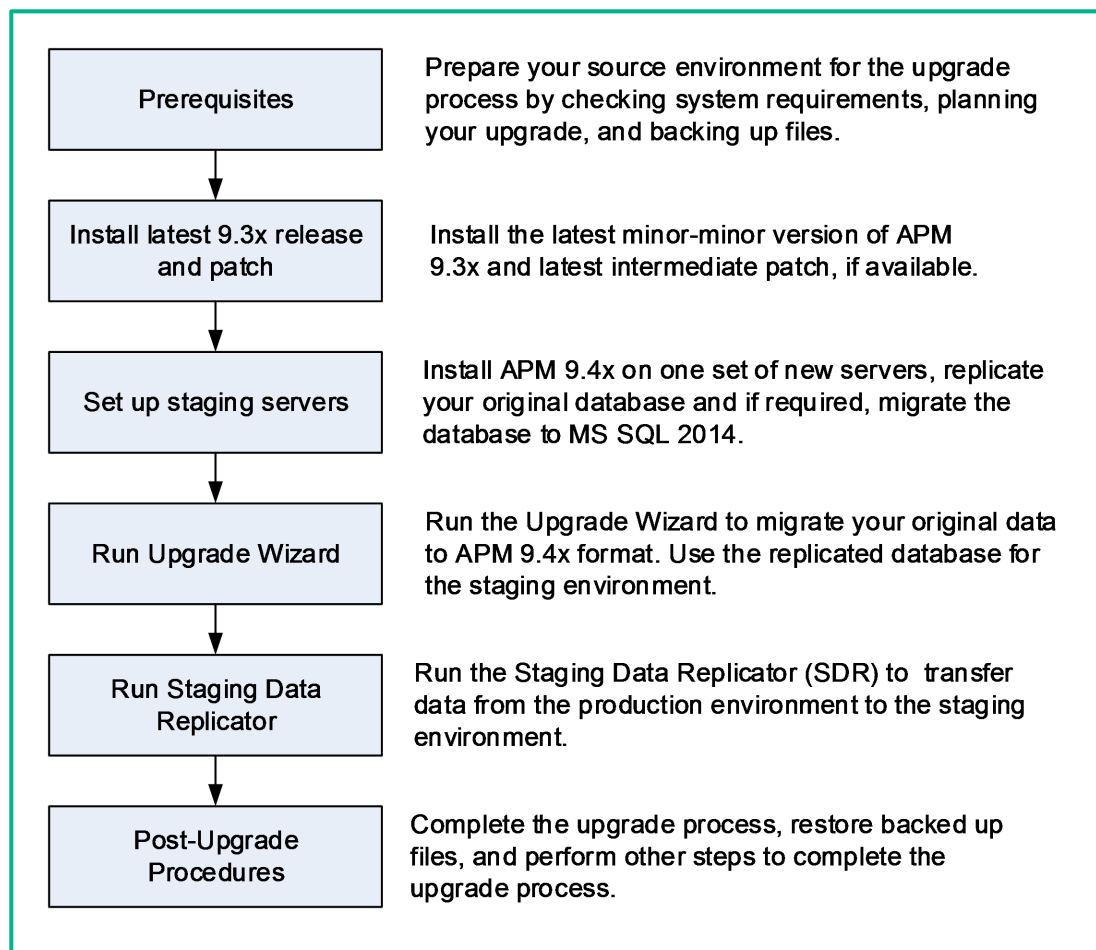 Prerequisites
Prepare your source environment for the upgrade
process by checking system requirements, planning
your upgrade, and backing up files.
Install latest 9.3x release
and patch
Install the latest minor-minor version of APM
9.3x and latest intermediate patch, if available.
Set up staging servers
Install APM 9.4x on one set of new servers, replicate
your original database and if required, migrate the
database to MS SQL 2014.
Run Upgrade Wizard
Run the Upgrade Wizard to migrate your original data
to APM 9.4x format. Use the replicated database for
the staging environment.
Run Staging Data
Replicator
Run the Staging Data Replicator (SDR) to transfer
data from the production environment to the staging
environment.
Post-Upgrade
Procedures
Complete the upgrade process, restore backed up
files, and perform other steps to complete the
upgrade process.